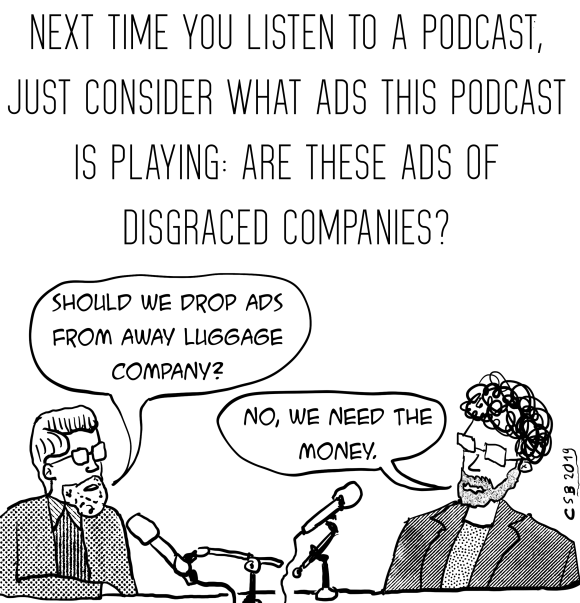 NEXT TIME YOU LISTEN TO A PODCAST,
JUST CONSIDER WHAT ADS THIS PODCAST
IS PLAYING: ARE THESE ADS OF
DISGRACED COMPANIES?
SHOULD WE DROP ADS
FROM AWAY LUGGAGE
COMPANY?
NO, WE NEED THE
MONEY.
CSB 2019